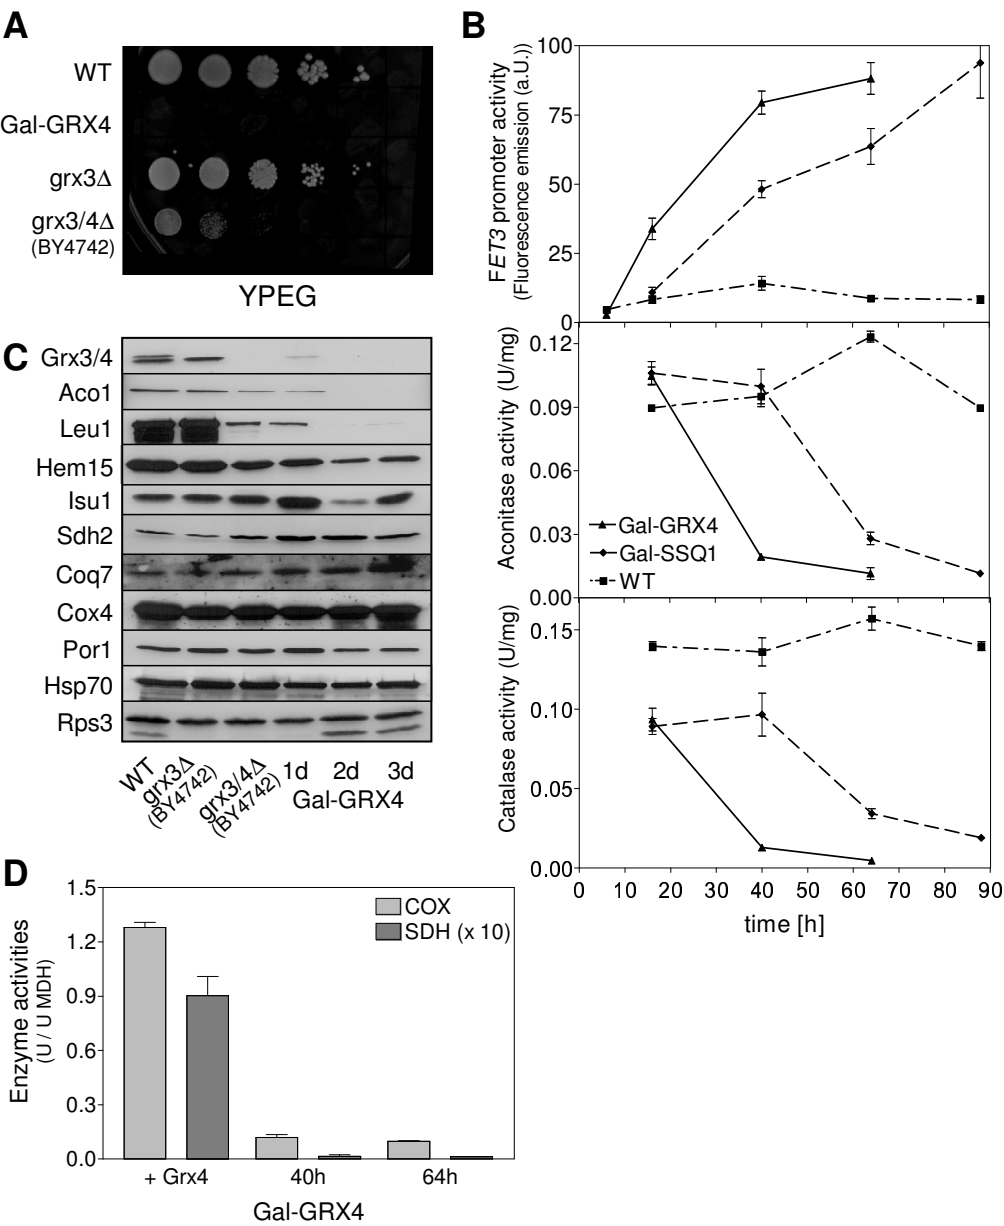 A
WT
Gal-GRX4
grx3Δ
grx3/4Δ
(BY4742)
YPEG
B
FET3 promoter activity
(Fluorescence emission (a.U.))
100
75
50
25
0
Aconitase activity (U/mg)
0.12
0.09
0.06
0.03
0.00
Gal-GRX4
Gal-SSQ1
WT
Catalase activity (U/mg)
0.15
0.10
0.05
0.00
0 10 20 30 40 50 60 70 80 90
time [h]
C
Grx3/4
Aco1
Leu1
Hem15
Isu1
Sdh2
Coq7
Cox4
Por1
Hsp70
Rps3
WT
grx3Δ
(BY4742)
grx3/4Δ
(BY4742)
1d 2d 3d
Gal-GRX4
D
Enzyme activities
(U / U MDH)
1.5
1.2
0.9
0.6
0.3
0.0
COX
SDH (x 10)
+ Grx4 40h 64h
Gal-GRX4